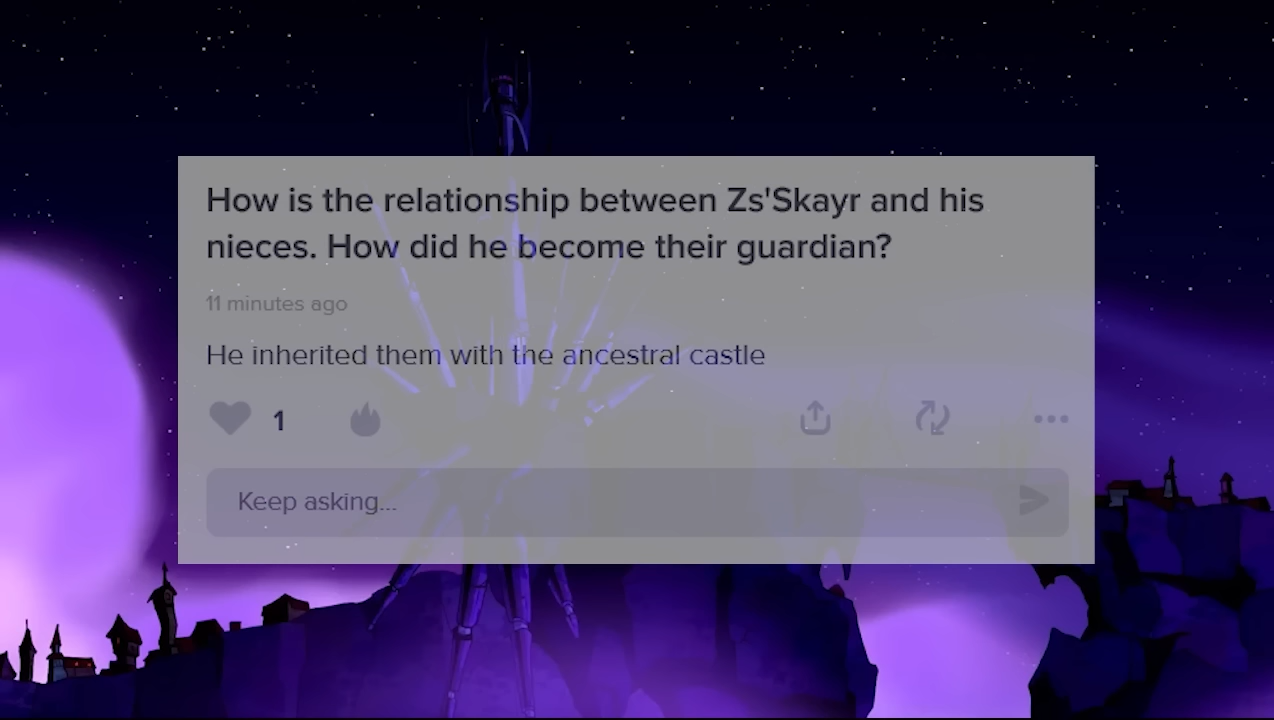 How is the relationship between Zs'Skayr and his
nieces. How did he become their guardian?
11 minutes ago
He inherited them with the ancestral castle
1
Keep asking...